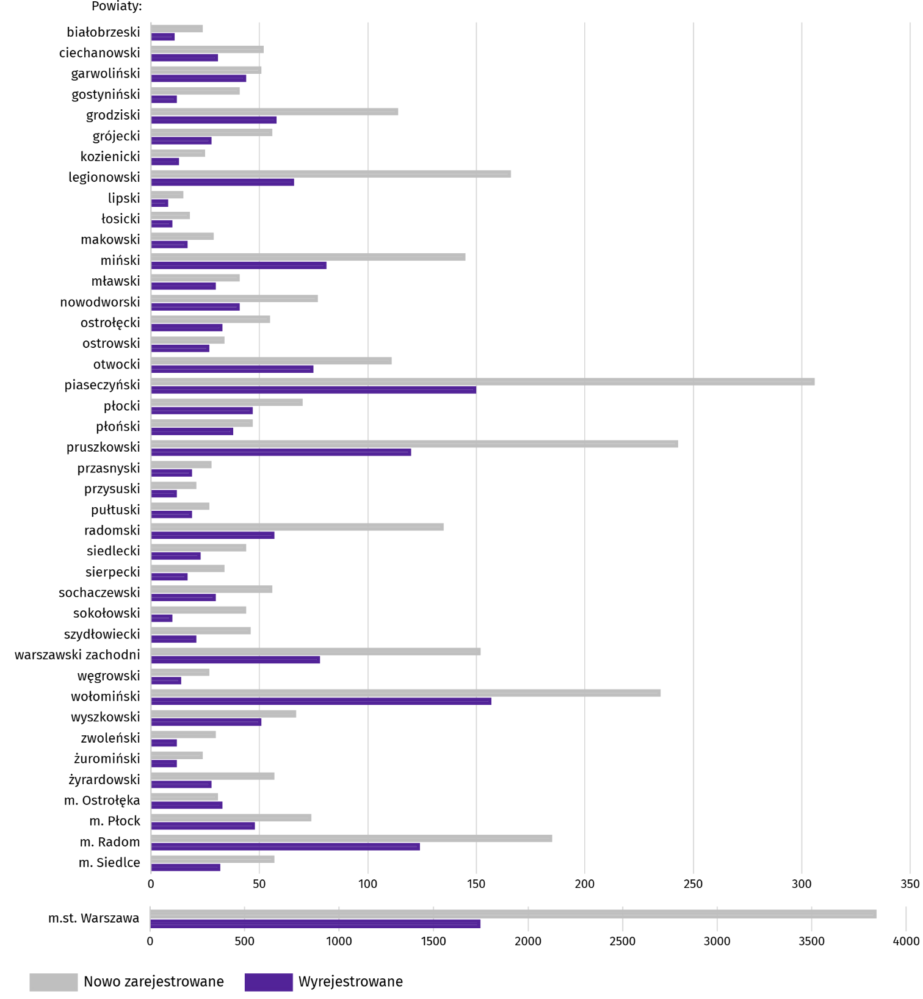 Powiaty:
białobrzeski
ciechanowski
garwoliński
gostyniński
grodziski
grójecki
kozienicki
legionowski
lipski
łosicki
makowski
miński
mławski
nowodworski
ostrołęcki
ostrowski
otwocki
piaseczyński
płocki
płoński
pruszkowski
przasnyski
przysuski
pułtuski
radomski
siedlecki
sierpecki
sochaczewski
sokołowski
szydłowiecki
warszawski zachodni
węgrowski
wołomiński
wyszkowski
zwoleński
żuromiński
żyrardowski
m. Ostrołęka
m. Płock
m. Radom
m. Siedlce
0 50 100 150 200 250 300 350
m.st. Warszawa
0 500 1000 1500 2000 2500 3000 3500 4000
Nowo zarejestrowane Wyrejestrowane